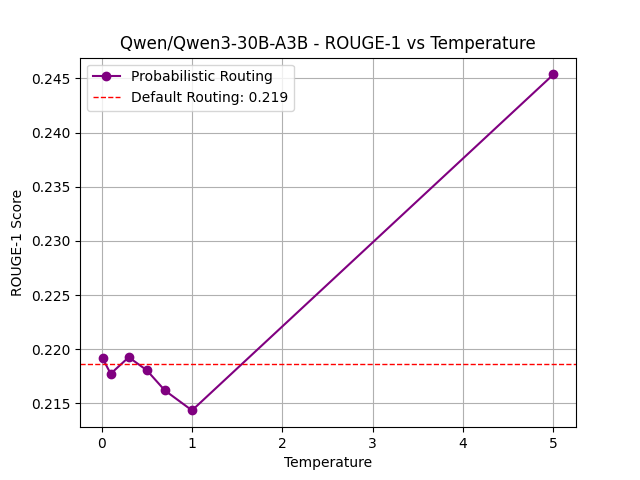 Qwen/Qwen3-30B-A3B - ROUGE-1 vs Temperature
Probabilistic Routing
Default Routing: 0.219
0.245
0.240
0.235
0.230
0.225
0.220
0.215
ROUGE-1 Score
0 1 2 3 4 5
Temperature